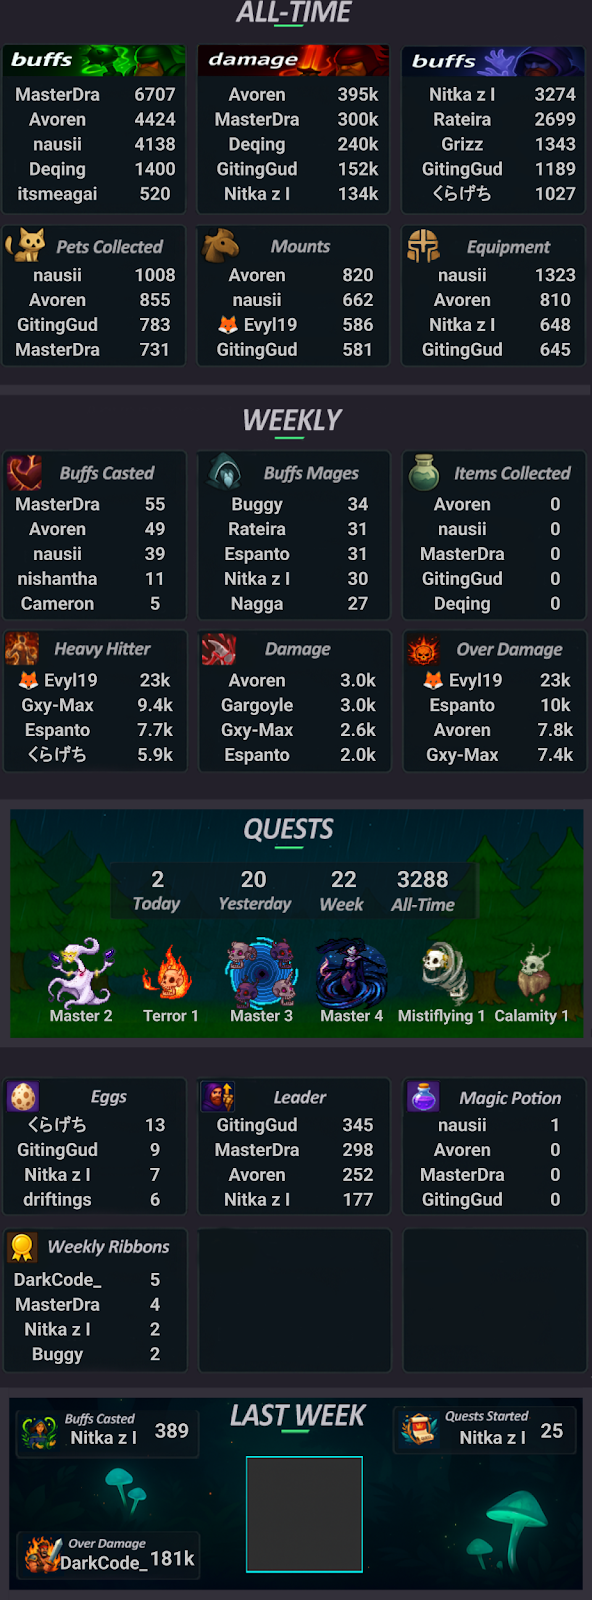 ALL-TIME
buffs
MasterDra 6707
Avoren 4424
nausii 4138
Deqing 1400
itsmeagai 520
damage
Avoren 395k
MasterDra 300k
Deqing 240k
GitingGud 152k
Nitka z l 134k
buffs
Nitka z l 3274
Rateira 2699
Grizz 1343
GitingGud 1189
くらげち 1027
Pets Collected
nausii 1008
Avoren 855
GitingGud 783
MasterDra 731
Mounts
Avoren 820
nausii 662
🦊 Evyl19 586
GitingGud 581
Equipment
nausii 1323
Avoren 810
Nitka z l 648
GitingGud 645
WEEKLY
Buffs Casted
MasterDra 55
Avoren 49
nausii 39
nishantha 11
Cameron 5
Buffs Mages
Buggy 34
Rateira 31
Espanto 31
Nitka z l 30
Nagga 27
Items Collected
Avoren 0
nausii 0
MasterDra 0
GitingGud 0
Deqing 0
Heavy Hitter
🦊 Evyl19 23k
Gxy-Max 9.4k
Espanto 7.7k
くらげち 5.9k
Damage
Avoren 3.0k
Gargoyle 3.0k
Gxy-Max 2.6k
Espanto 2.0k
Over Damage
🦊 Evyl19 23k
Espanto 10k
Avoren 7.8k
Gxy-Max 7.4k
QUESTS
2 20 22 3288
Today Yesterday Week All-Time
Master 2 Terror 1 Master 3 Master 4 Mistiflying 1 Calamity 1
Eggs
くらげち 13
GitingGud 9
Nitka z l 7
driftings 6
Leader
GitingGud 345
MasterDra 298
Avoren 252
Nitka z l 177
Magic Potion
nausii 1
Avoren 0
MasterDra 0
GitingGud 0
Weekly Ribbons
DarkCode_ 5
MasterDra 4
Nitka z l 2
Buggy 2
LAST WEEK
Buffs Casted
Nitka z l 389
Quests Started
Nitka z l 25
Over Damage
DarkCode_ 181k